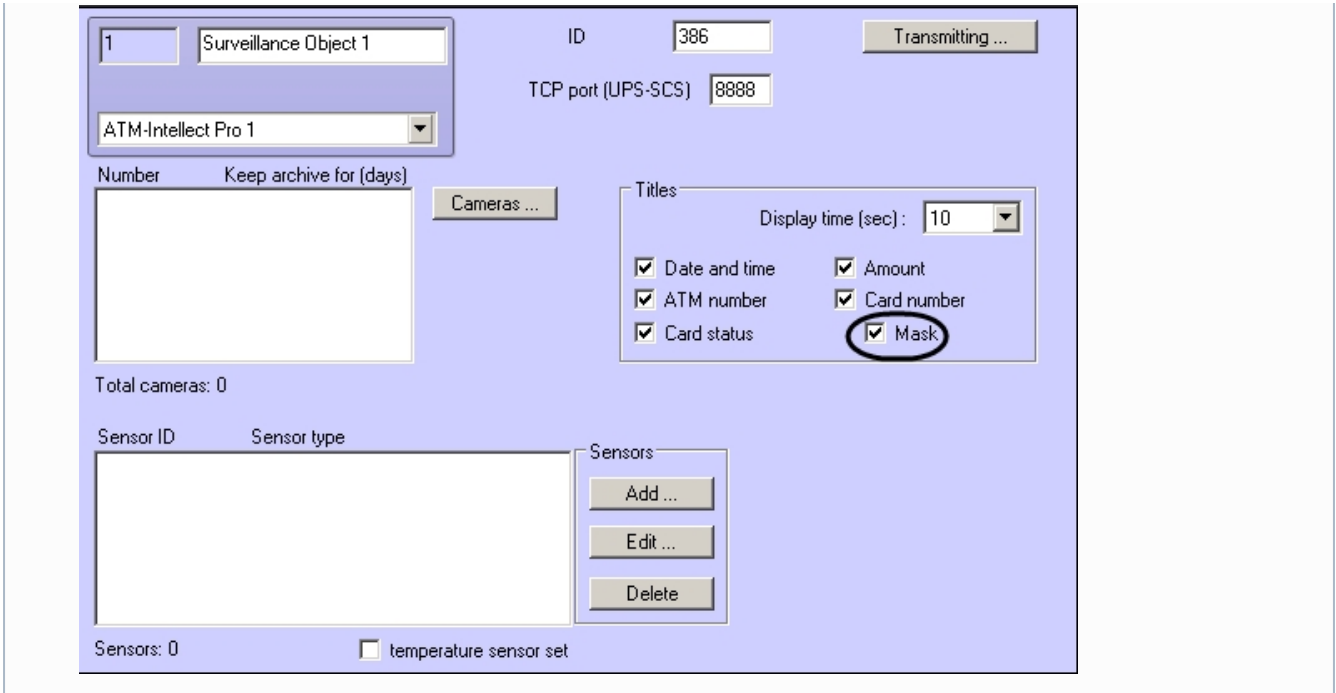 1 Surveillance Object 1 ID 386 Transmitting ...
TCP port (UPS-SCS) 8888
ATM-Intellect Pro 1
Number Keep archive for (days)
Cameras ...
Titles
Display time (sec) : 10
Date and time Amount
ATM number Card number
Card status Mask
Total cameras: 0
Sensor ID Sensor type
Sensors
Add ...
Edit ...
Delete
Sensors: 0 temperature sensor set